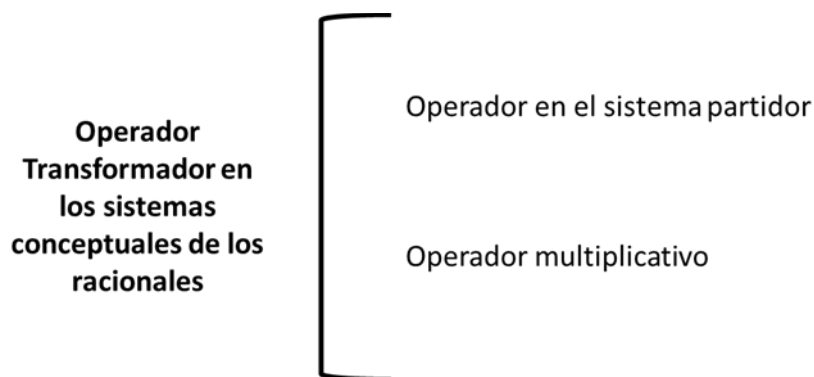 Operador
Transformador en
los sistemas
conceptuales de los
racionales
Operador en el sistema partidor
Operador multiplicativo